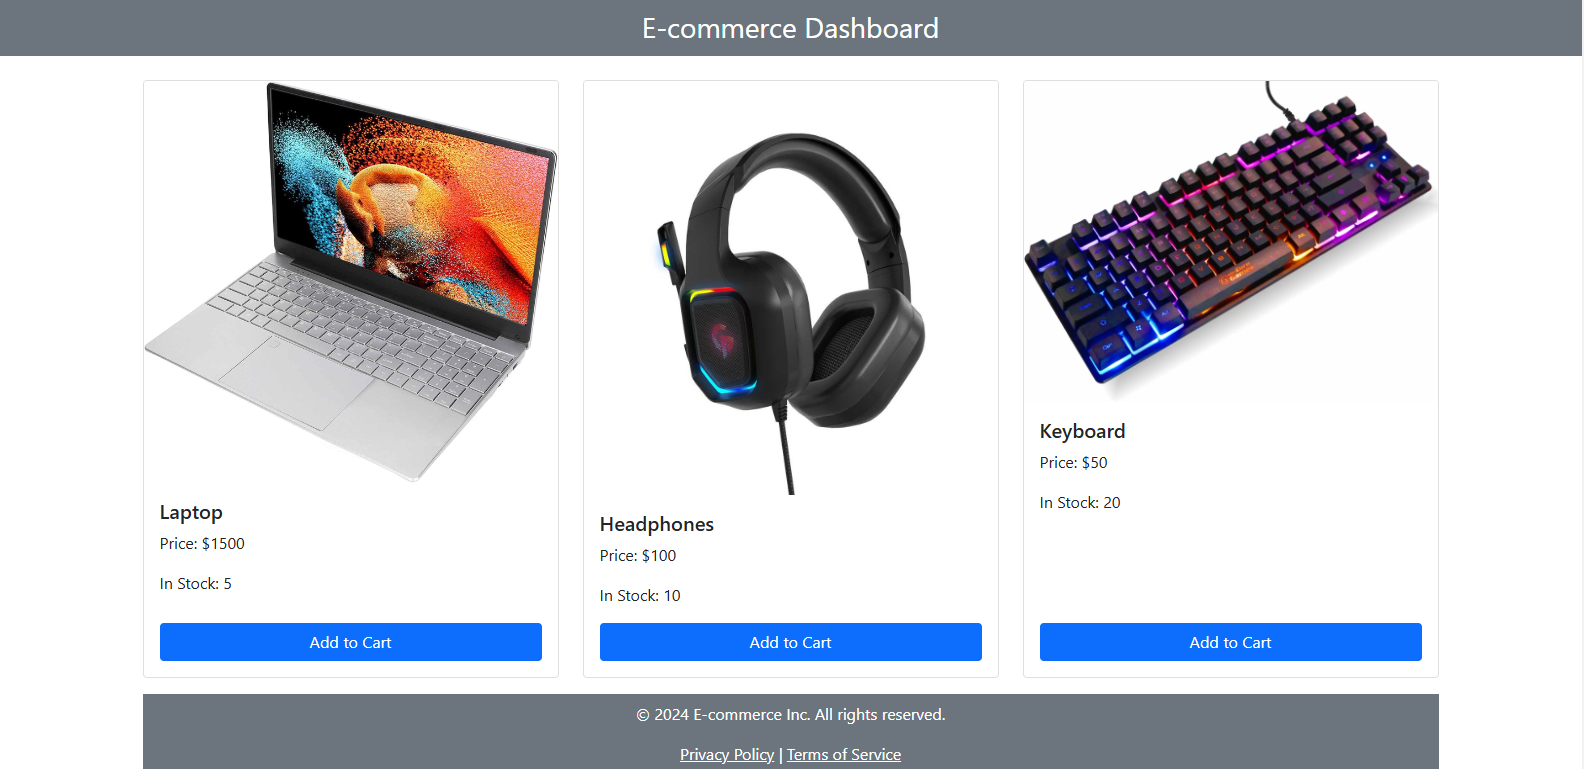 E-commerce Dashboard
Laptop
Price: $1500
In Stock: 5
Add to Cart
Headphones
Price: $100
In Stock: 10
Add to Cart
Keyboard
Price: $50
In Stock: 20
Add to Cart
© 2024 E-commerce Inc. All rights reserved.
Privacy Policy | Terms of Service